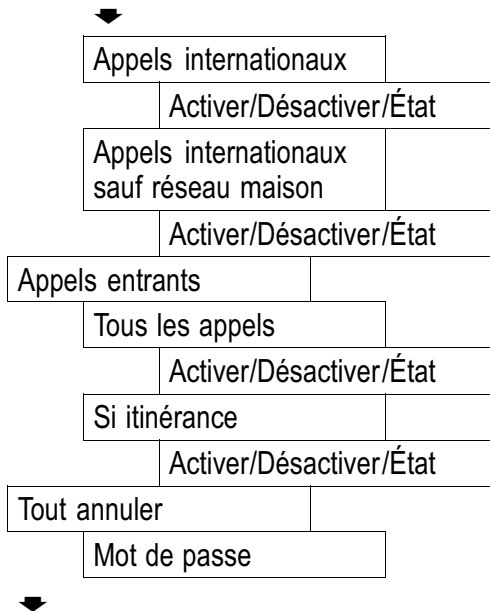 Appels internationaux
Activer/Désactiver/État
Appels internationaux
sauf réseau maison
Activer/Désactiver/État
Appels entrants
Tous les appels
Activer/Désactiver/État
Si itinérance
Activer/Désactiver/État
Tout annuler
Mot de passe